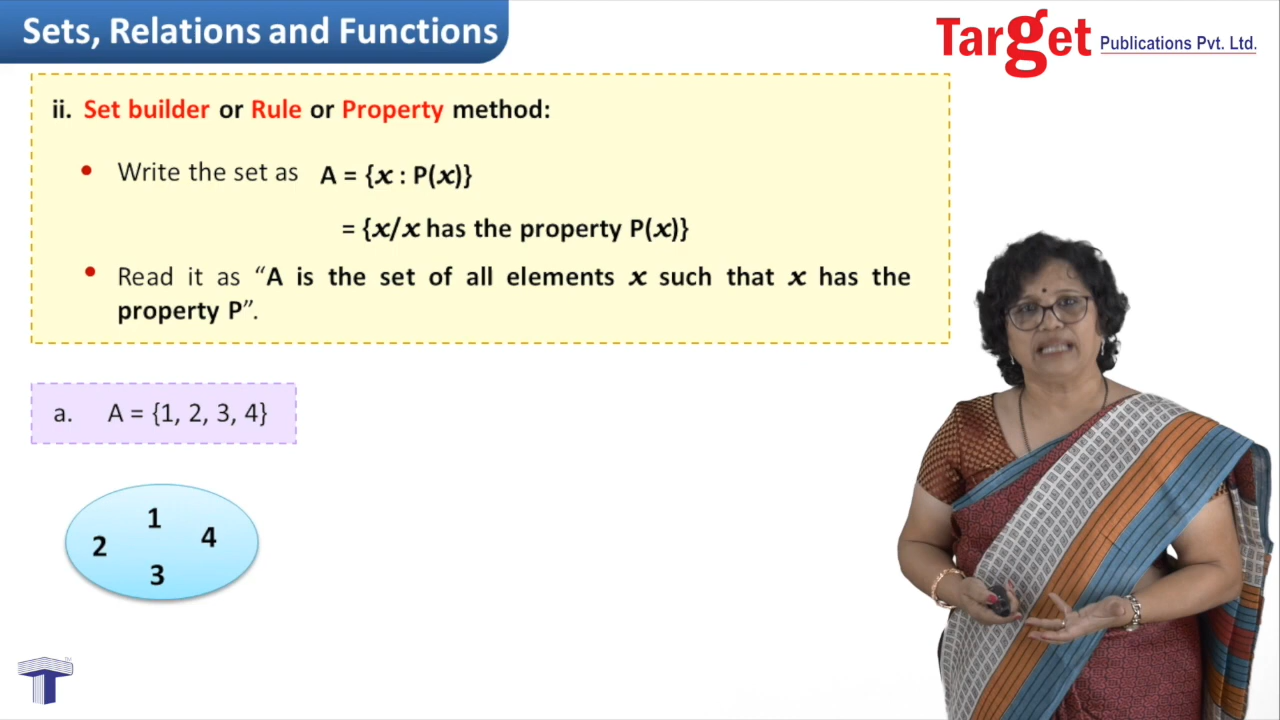 Sets, Relations and Functions
Target Publications Pvt. Ltd.
ii. Set builder or Rule or Property method:
• Write the set as A = {x : P(x)}
= {x/x has the property P(x)}
• Read it as “A is the set of all elements x such that x has the
property P”.
a. A = {1, 2, 3, 4}
1
2
4
3